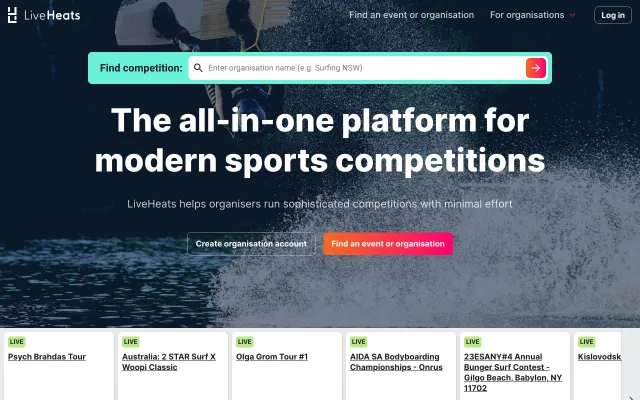 LiveHeats
Find an event or organisation
For organisations
Log in
Find competition:
Enter organisation name (e.g. Surfing NSW)
The all-in-one platform for
modern sports competitions
LiveHeats helps organisers run sophisticated competitions with minimal effort
Create organisation account
Find an event or organisation
LIVE
Psych Brahdas Tour
LIVE
Australia: 2 STAR Surf X
Woopi Classic
LIVE
Olga Grom Tour #1
LIVE
AIDA SA Bodyboarding
Championships - Onrus
LIVE
23ESANY#4 Annual
Bunger Surf Contest -
Gilgo Beach, Babylon, NY
11702
LIVE
Kislovodsk